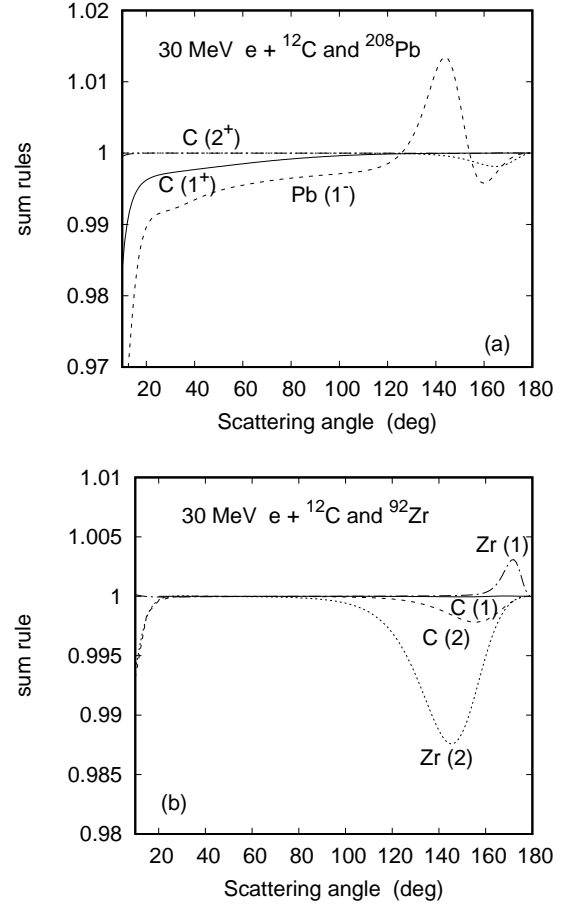 1.02
30 MeV e + ¹²C and ²⁰⁸Pb
1.01
C (2⁺)
1
C (1⁺)
Pb (1⁻)
sum rules
0.99
0.98
(a)
0.97
20 40 60 80 100 120 140 160 180
Scattering angle (deg)
1.01
30 MeV e + ¹²C and ⁹²Zr
1.005
Zr (1)
1
C (1)
C (2)
sum rule
0.995
0.99
Zr (2)
0.985
(b)
0.98
20 40 60 80 100 120 140 160 180
Scattering angle (deg)